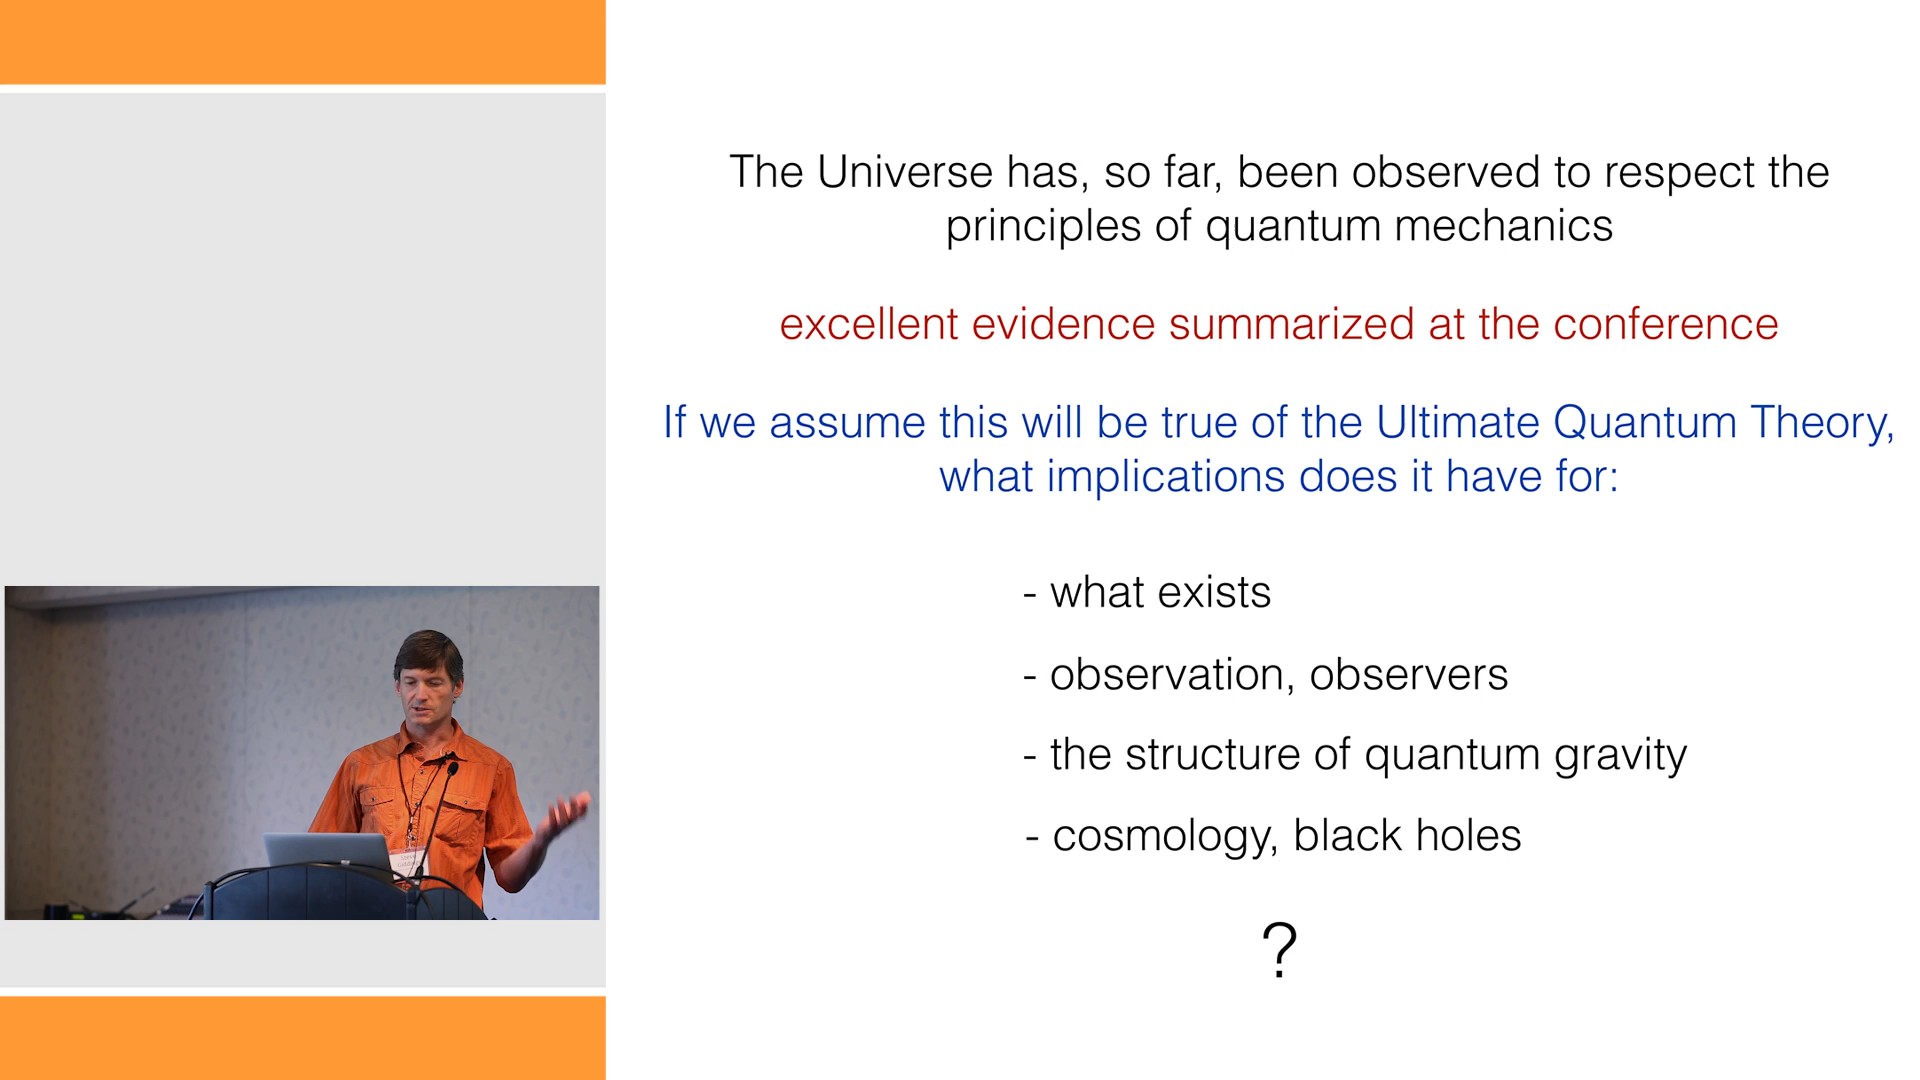 The Universe has, so far, been observed to respect the
principles of quantum mechanics
excellent evidence summarized at the conference
If we assume this will be true of the Ultimate Quantum Theory,
what implications does it have for:
- what exists
- observation, observers
- the structure of quantum gravity
- cosmology, black holes
?